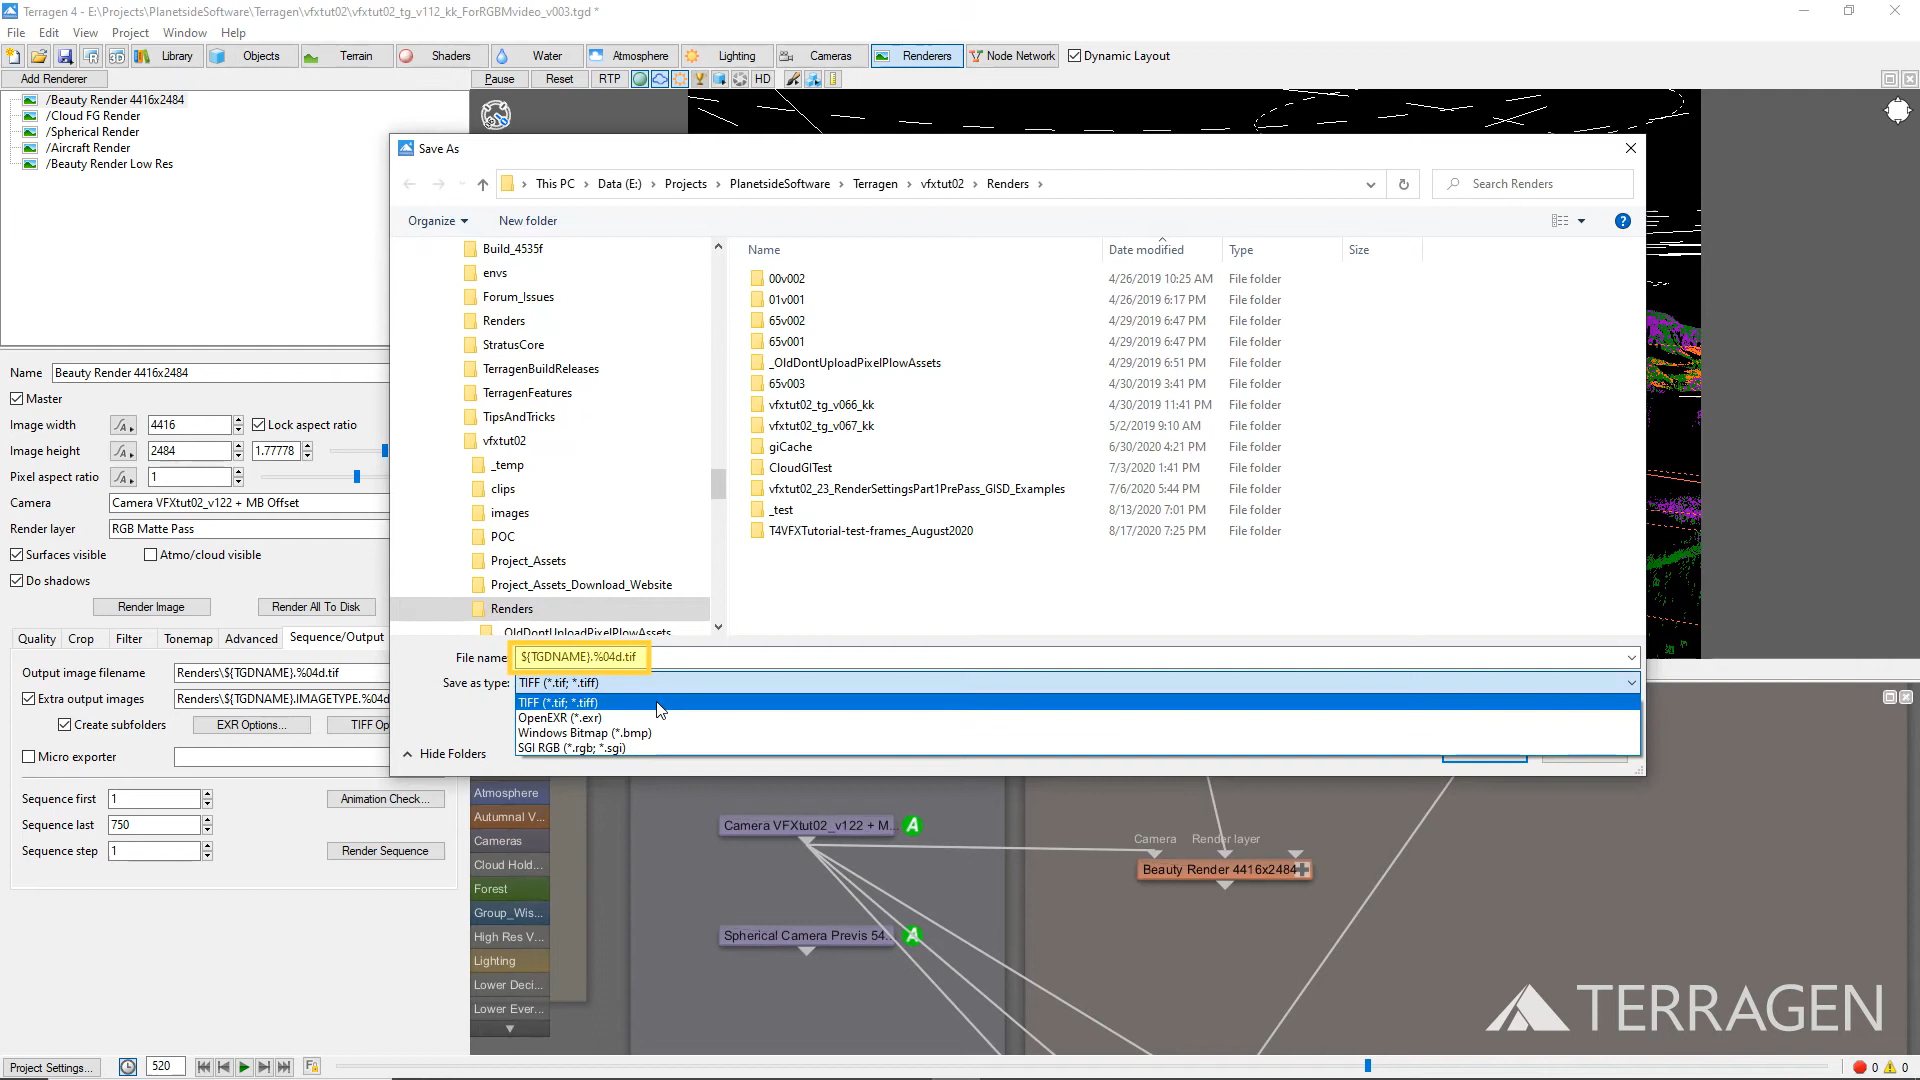 Terragen 4 - E:\Projects\PlanetsideSoftware\Terragen\vfxtut02\vfxtut02_tg_v112_kk_ForRGBMvideo_v003.tgd *
File Edit View Project Window Help
Library Objects Terrain Shaders Water Atmosphere Lighting Cameras Renderers Node Network Dynamic Layout
Add Renderer
Pause Reset RTP HD
/Beauty Render 4416x2484
/Cloud FG Render
/Spherical Render
/Aircraft Render
/Beauty Render Low Res
Name Beauty Render 4416x2484
Master
Image width 4416 Lock aspect ratio
Image height 2484 1.77778
Pixel aspect ratio 1
Camera Camera VFXtut02_v122 + MB Offset
Render layer RGB Matte Pass
Surfaces visible Atmo/cloud visible
Do shadows
Render Image Render All To Disk
Quality Crop Filter Tonemap Advanced Sequence/Output
Output image filename Renders\${TGDNAME}.%04d.tif
Extra output images Renders\${TGDNAME}.IMAGETYPE.%04d
Create subfolders EXR Options... TIFF Op
Micro exporter
Sequence first 1 Animation Check...
Sequence last 750
Sequence step 1 Render Sequence
Save As
This PC > Data (E:) > Projects > PlanetsideSoftware > Terragen > vfxtut02 > Renders >
Search Renders
Organize New folder
Build_4535f
envs
Forum_Issues
Renders
StratusCore
TerragenBuildReleases
TerragenFeatures
TipsAndTricks
vfxtut02
_temp
clips
images
POC
Project_Assets
Project_Assets_Download_Website
Renders
_OldDontUploadPixelPlowAssets
Name Date modified Type Size
00v002 4/26/2019 10:25 AM File folder
01v001 4/26/2019 6:17 PM File folder
65v002 4/29/2019 6:47 PM File folder
65v001 4/29/2019 6:47 PM File folder
_OldDontUploadPixelPlowAssets 4/29/2019 6:51 PM File folder
65v003 4/30/2019 3:41 PM File folder
vfxtut02_tg_v066_kk 4/30/2019 11:41 PM File folder
vfxtut02_tg_v067_kk 5/2/2019 9:10 AM File folder
giCache 6/30/2020 4:21 PM File folder
CloudGITest 7/3/2020 1:41 PM File folder
vfxtut02_23_RenderSettingsPart1PrePass_GISD_Examples 7/6/2020 5:44 PM File folder
_test 8/13/2020 7:01 PM File folder
T4VFXTutorial-test-frames_August2020 8/17/2020 7:25 PM File folder
File name: ${TGDNAME}.%04d.tif
Save as type: TIFF (*.tif; *.tiff)
TIFF (*.tif; *.tiff)
OpenEXR (*.exr)
Windows Bitmap (*.bmp)
SGI RGB (*.rgb; *.sgi)
Hide Folders
Atmosphere
Autumnal V...
Cameras
Cloud Hold...
Forest
Group_Wis...
High Res V...
Lighting
Lower Deci...
Lower Ever...
Camera VFXtut02_v122 + M... A
Spherical Camera Previs 54... A
Camera Render layer
Beauty Render 4416x2484
TERRAGEN
Project Settings... 520
0 0